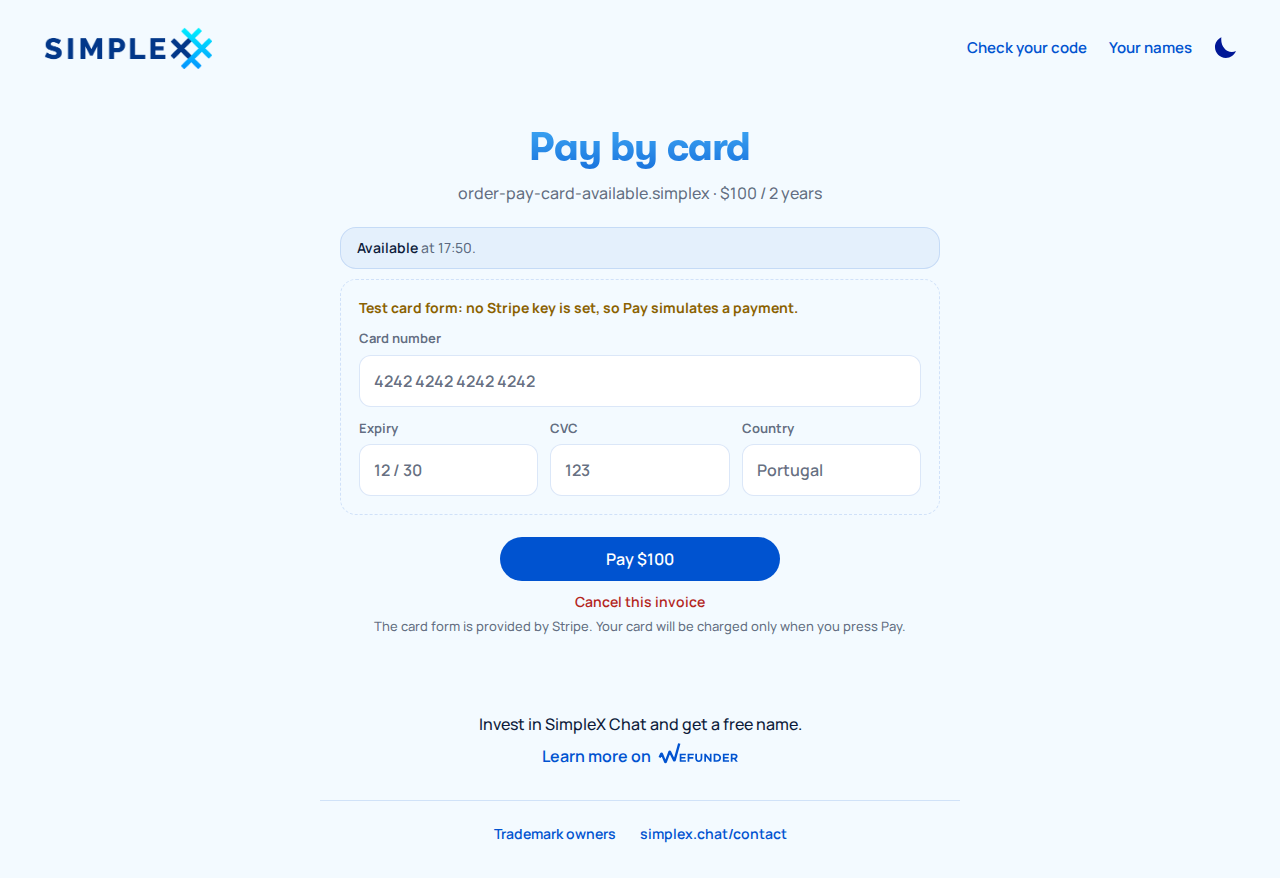 SIMPLEX
Check your code
Your names
Pay by card
order-pay-card-available.simplex · $100 / 2 years
Available at 17:50.
Test card form: no Stripe key is set, so Pay simulates a payment.
Card number
4242 4242 4242 4242
Expiry
CVC
Country
12 / 30
123
Portugal
Pay $100
Cancel this invoice
The card form is provided by Stripe. Your card will be charged only when you press Pay.
Invest in SimpleX Chat and get a free name.
Learn more on WEFUNDER
Trademark owners
simplex.chat/contact